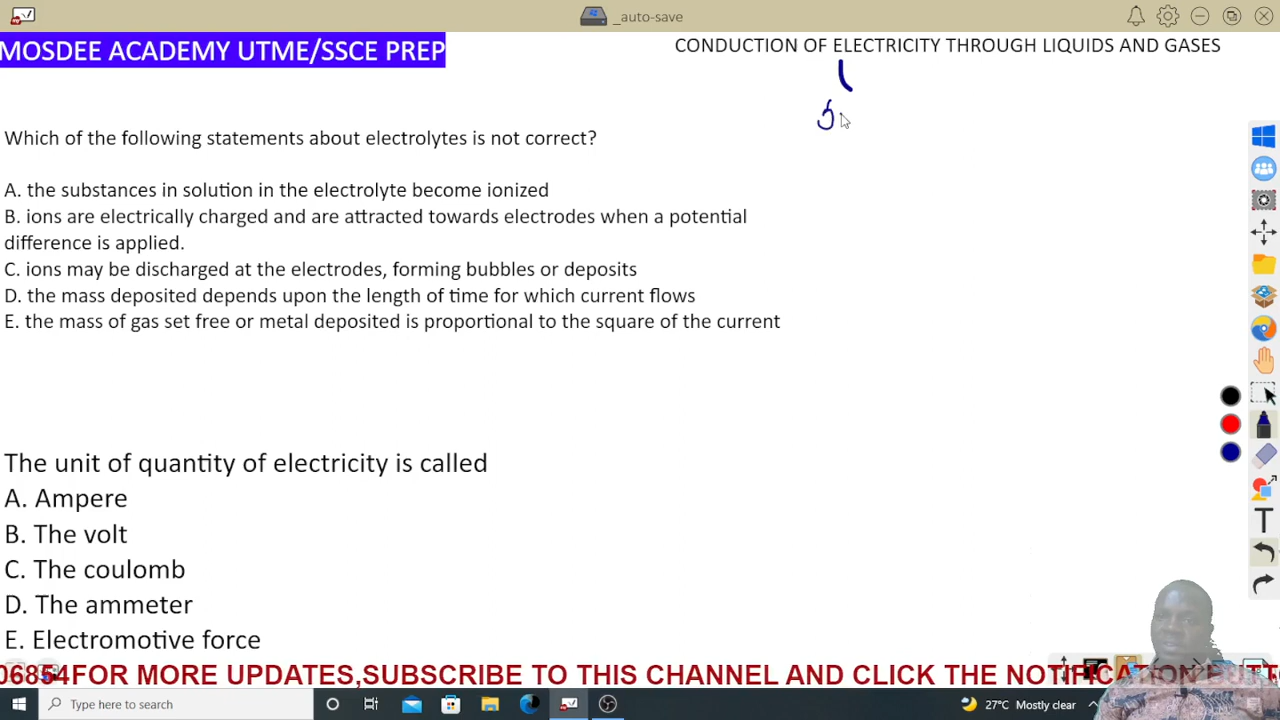 _auto-save
MOSDEE ACADEMY UTME/SSCE PREP
CONDUCTION OF ELECTRICITY THROUGH LIQUIDS AND GASES
Which of the following statements about electrolytes is not correct?
A. the substances in solution in the electrolyte become ionized
B. ions are electrically charged and are attracted towards electrodes when a potential
difference is applied.
C. ions may be discharged at the electrodes, forming bubbles or deposits
D. the mass deposited depends upon the length of time for which current flows
E. the mass of gas set free or metal deposited is proportional to the square of the current
The unit of quantity of electricity is called
A. Ampere
B. The volt
C. The coulomb
D. The ammeter
E. Electromotive force
06854FOR MORE UPDATES,SUBSCRIBE TO THIS CHANNEL AND CLICK THE NOTIFICATION
Type here to search
27°C Mostly clear